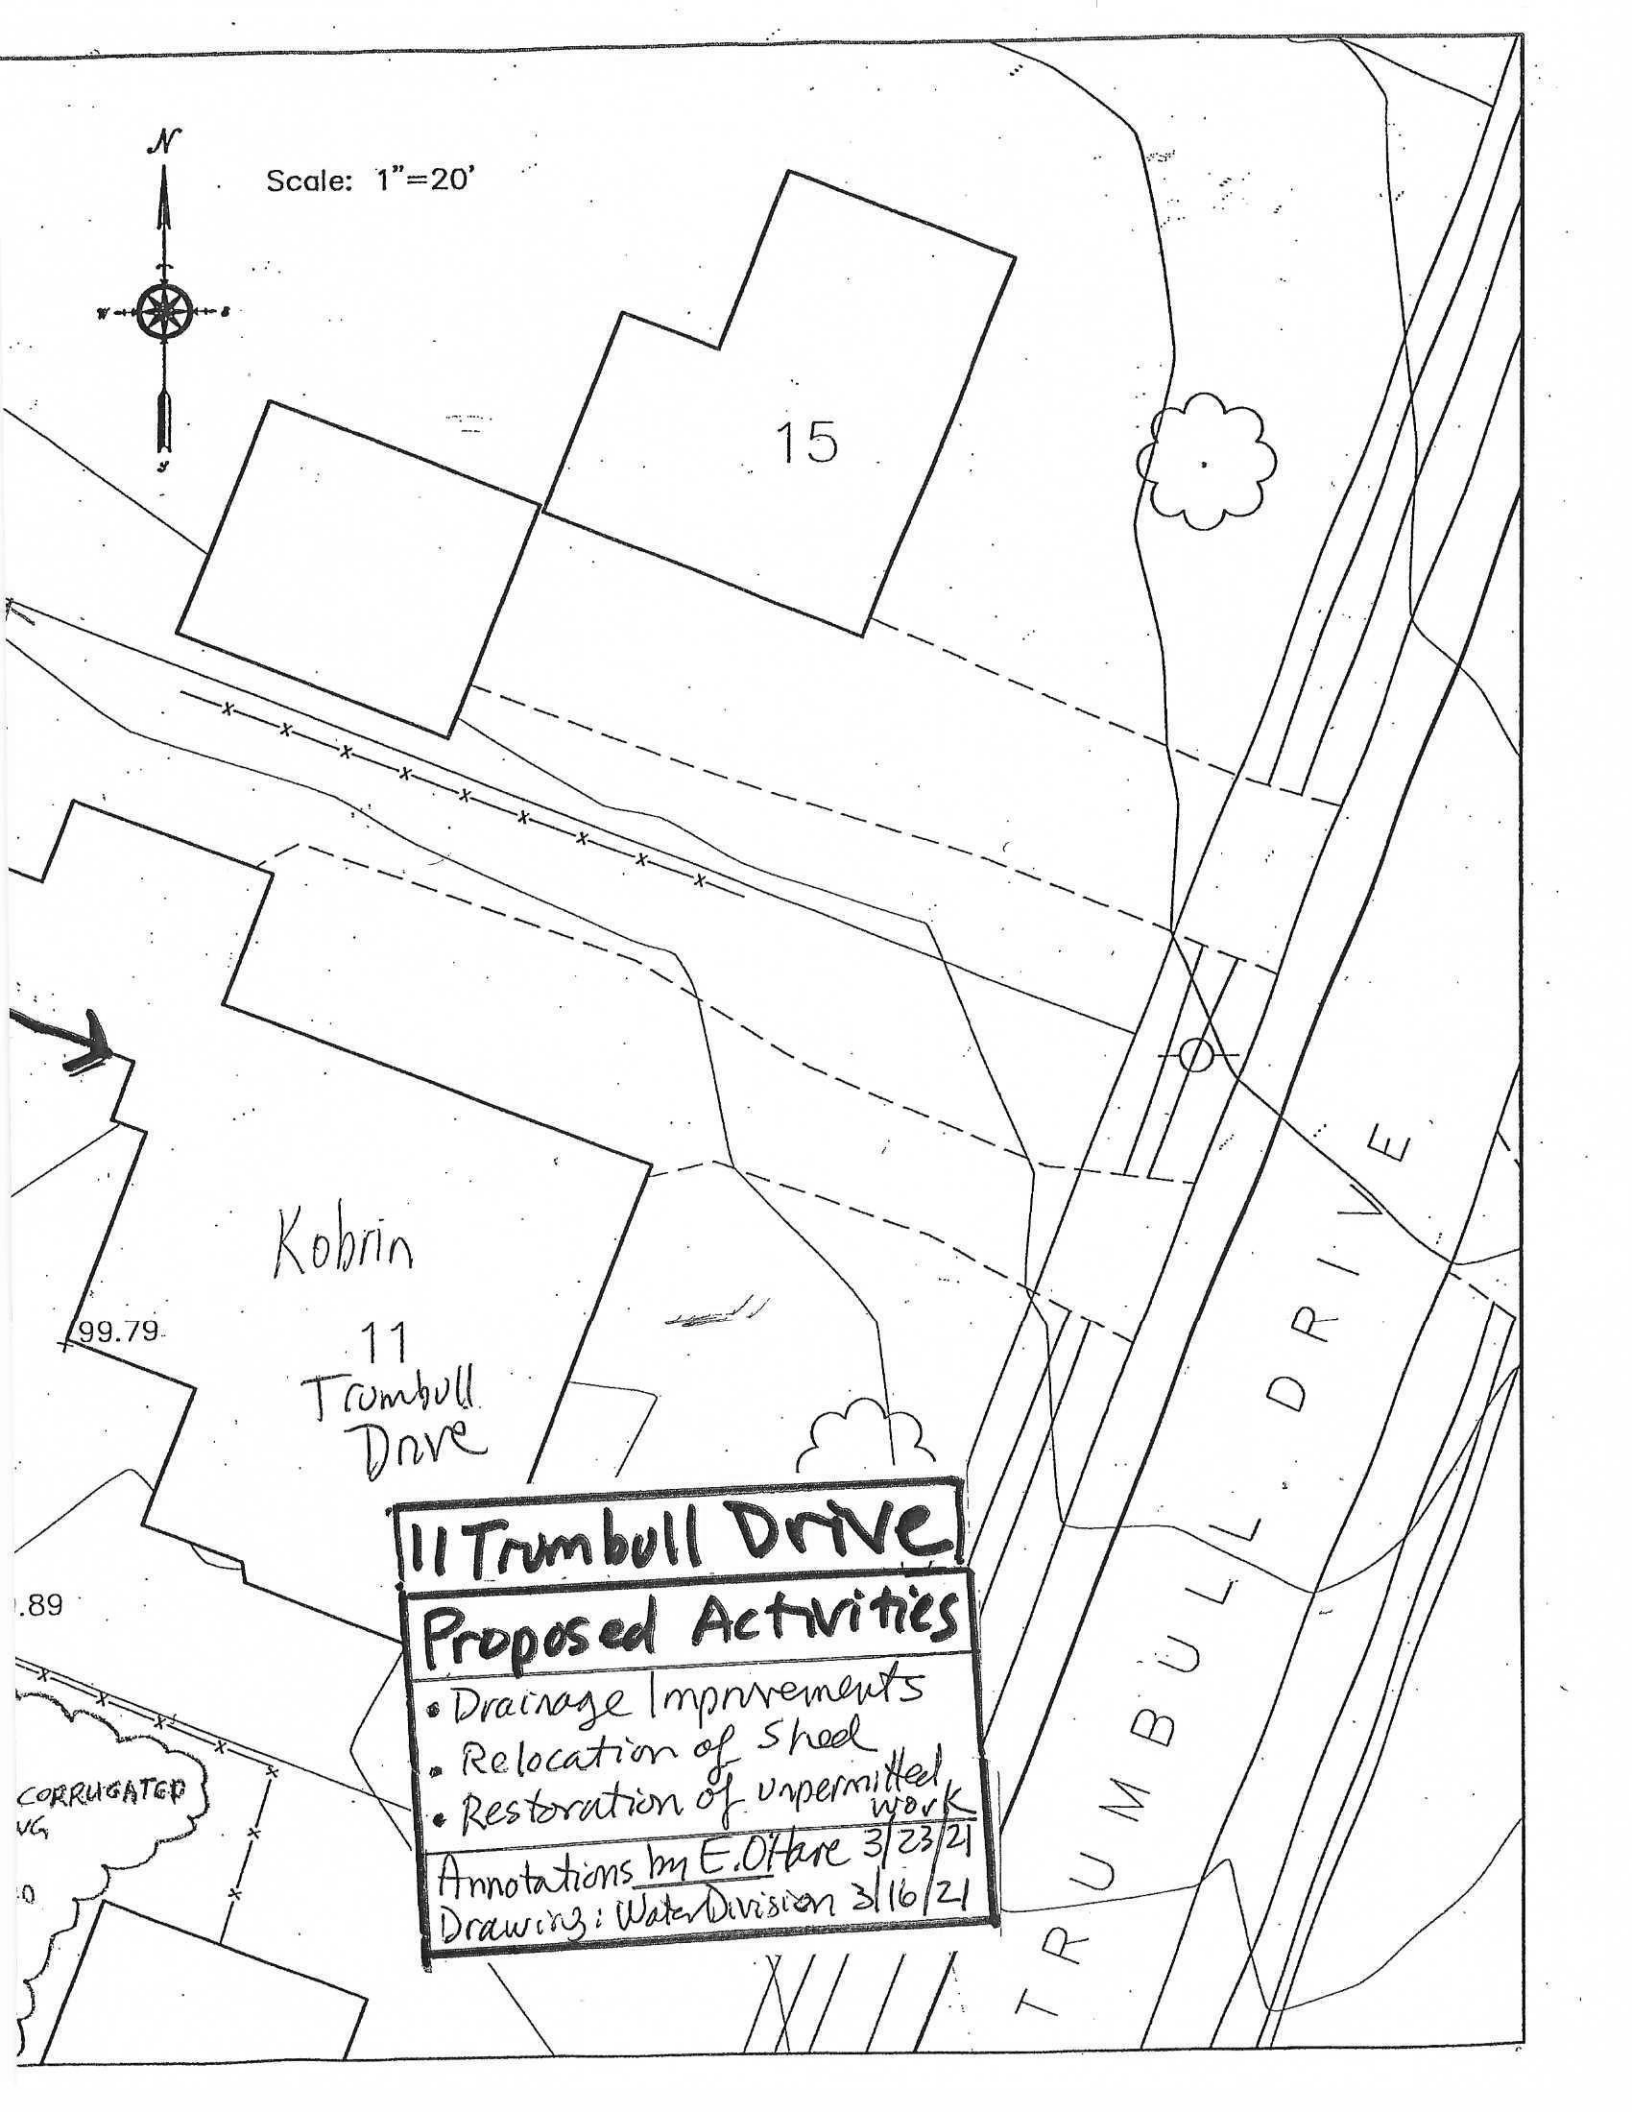 N
Scale: 1"=20'
W
E
S
15
Kobrin
11
Trumbull
Drive
99.79
.89
CORRUGATED
NG
0
TRUMBULL DRIVE
11 Trumbull Drive
Proposed Activities
• Drainage Improvements
• Relocation of Shed
• Restoration of unpermitted
work
Annotations by E. O'Hare 3/23/21
Drawing: Water Division 3/16/21